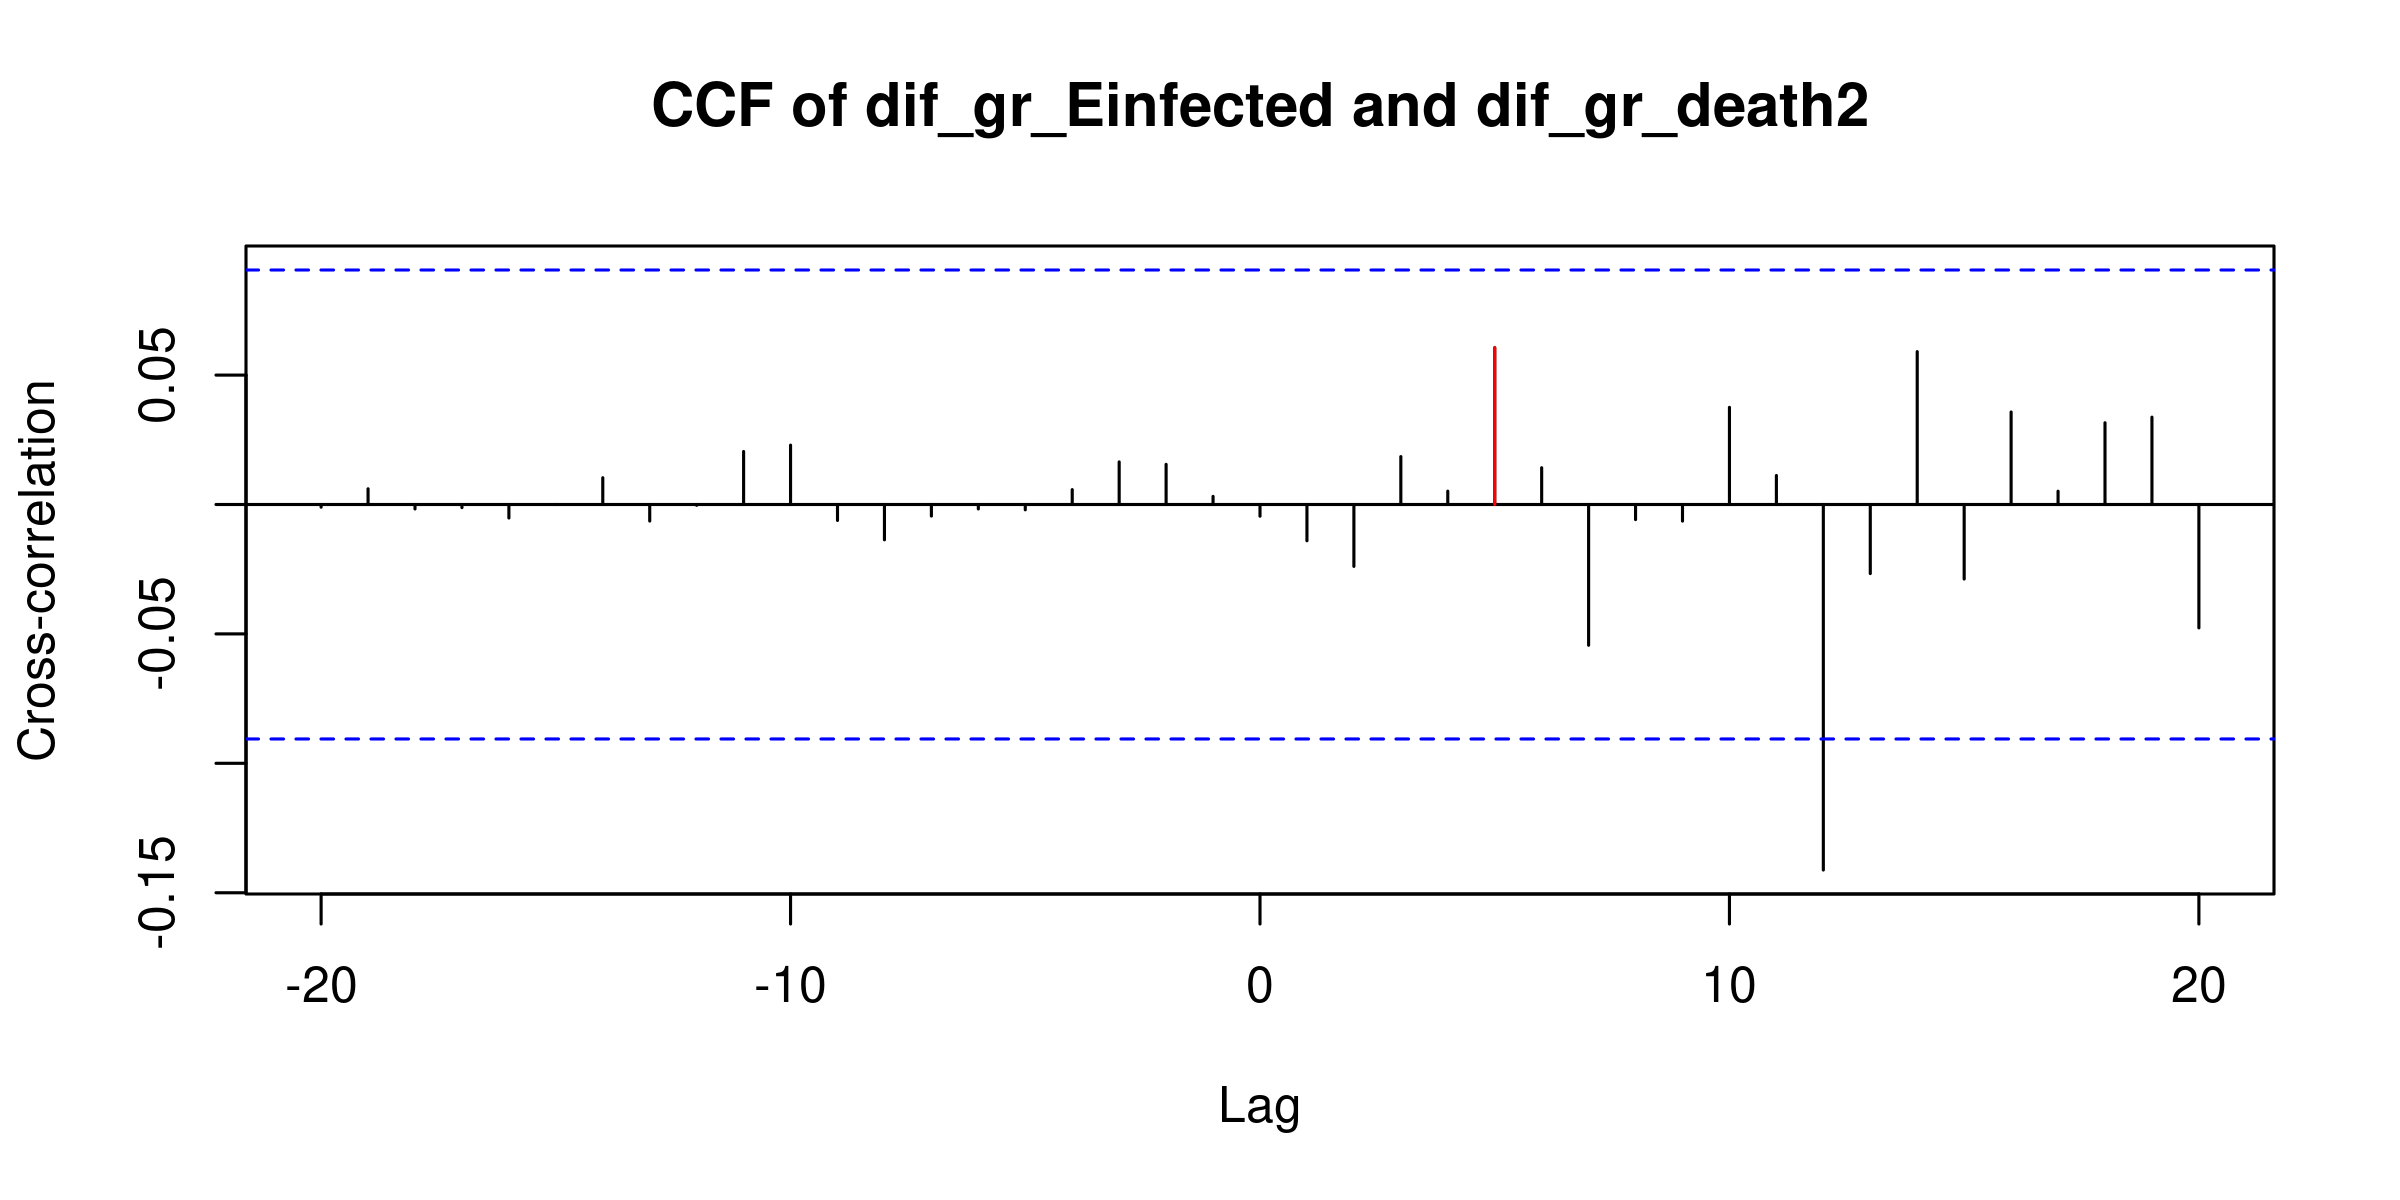 CCF of dif_gr_Einfected and dif_gr_death2
Cross-correlation
0.05
-0.05
-0.15
-20
-10
0
10
20
Lag